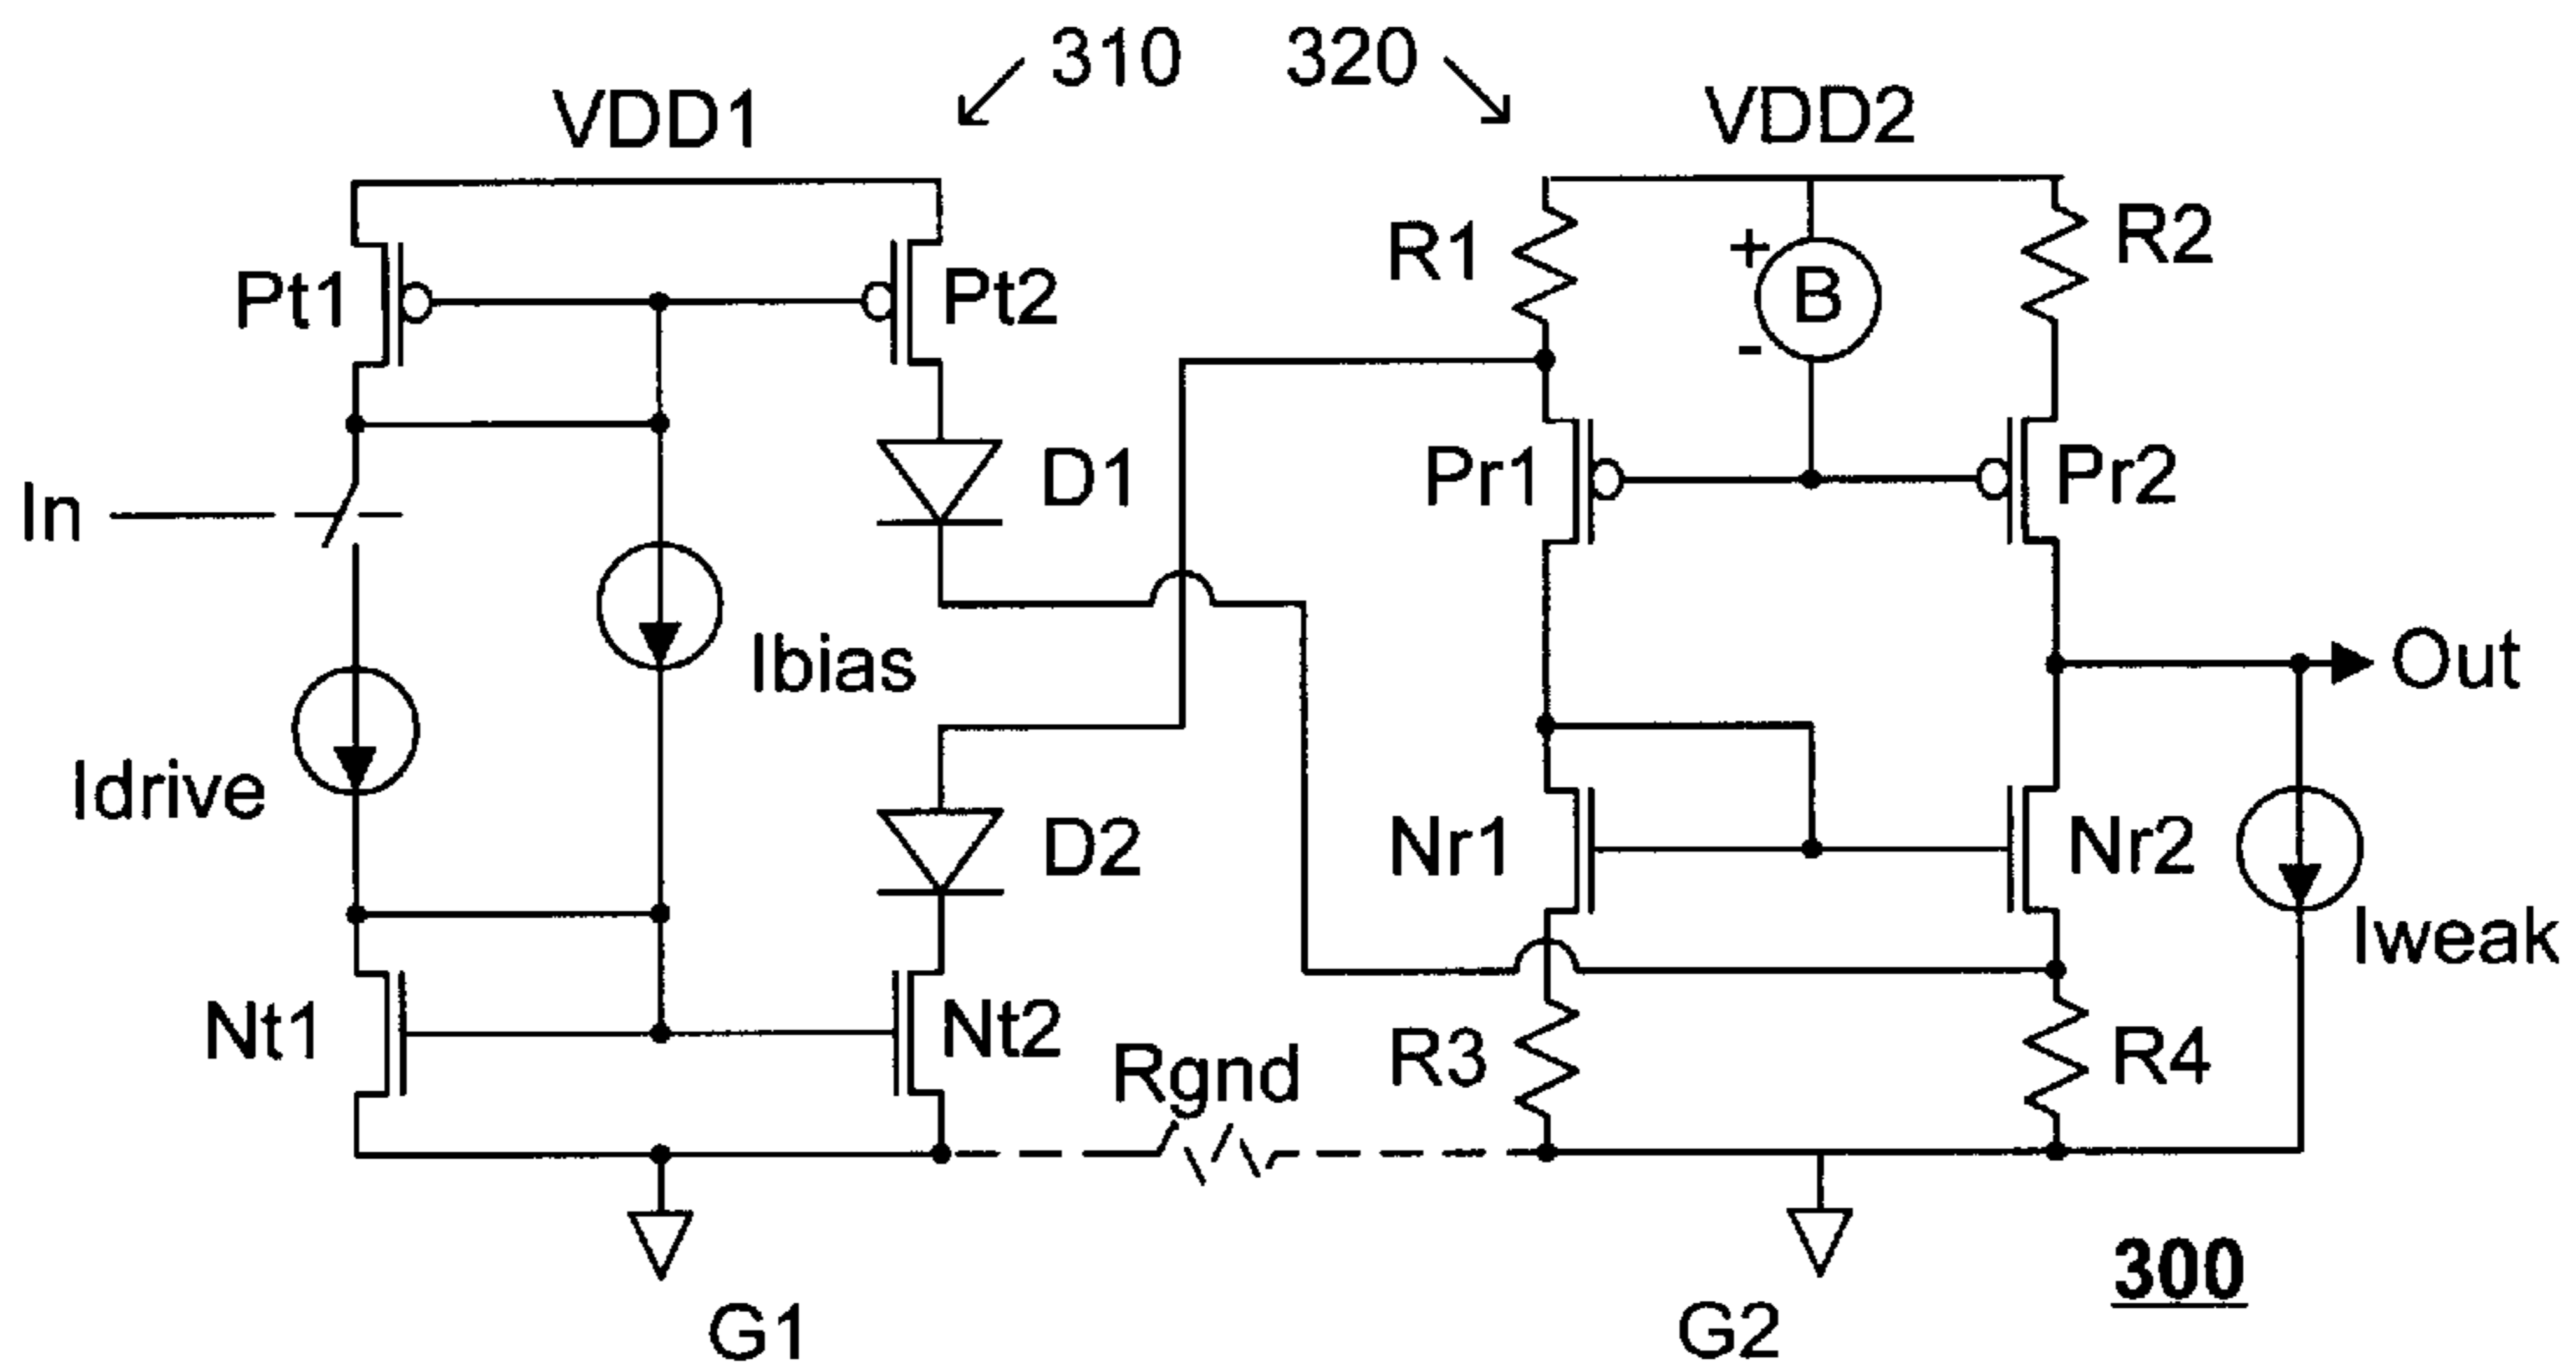 310 320
VDD1 VDD2
R1 + B - R2
Pt1 Pt2
D1 Pr1 Pr2
In
Ibias Out
Idrive
D2 Nr1 Nr2
Iweak
Nt1 Nt2 Rgnd R3 R4
300
G1 G2